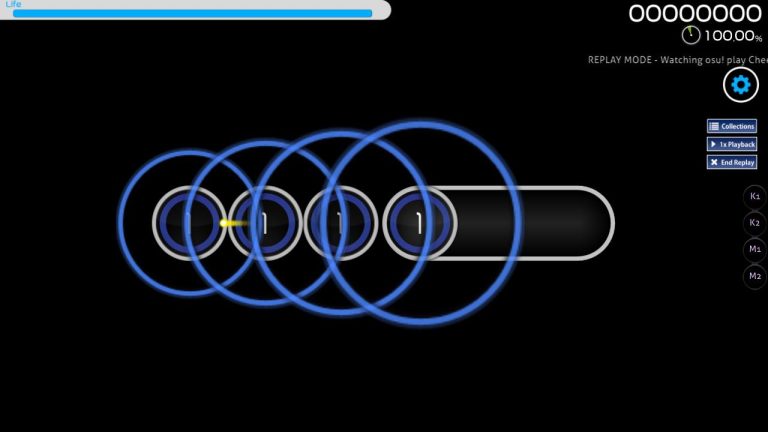 Life
00000000
100.00%
REPLAY MODE - Watching osu! play Chee
Collections
1x Playback
End Replay
K1
1 1 1 1
K2
M1
M2